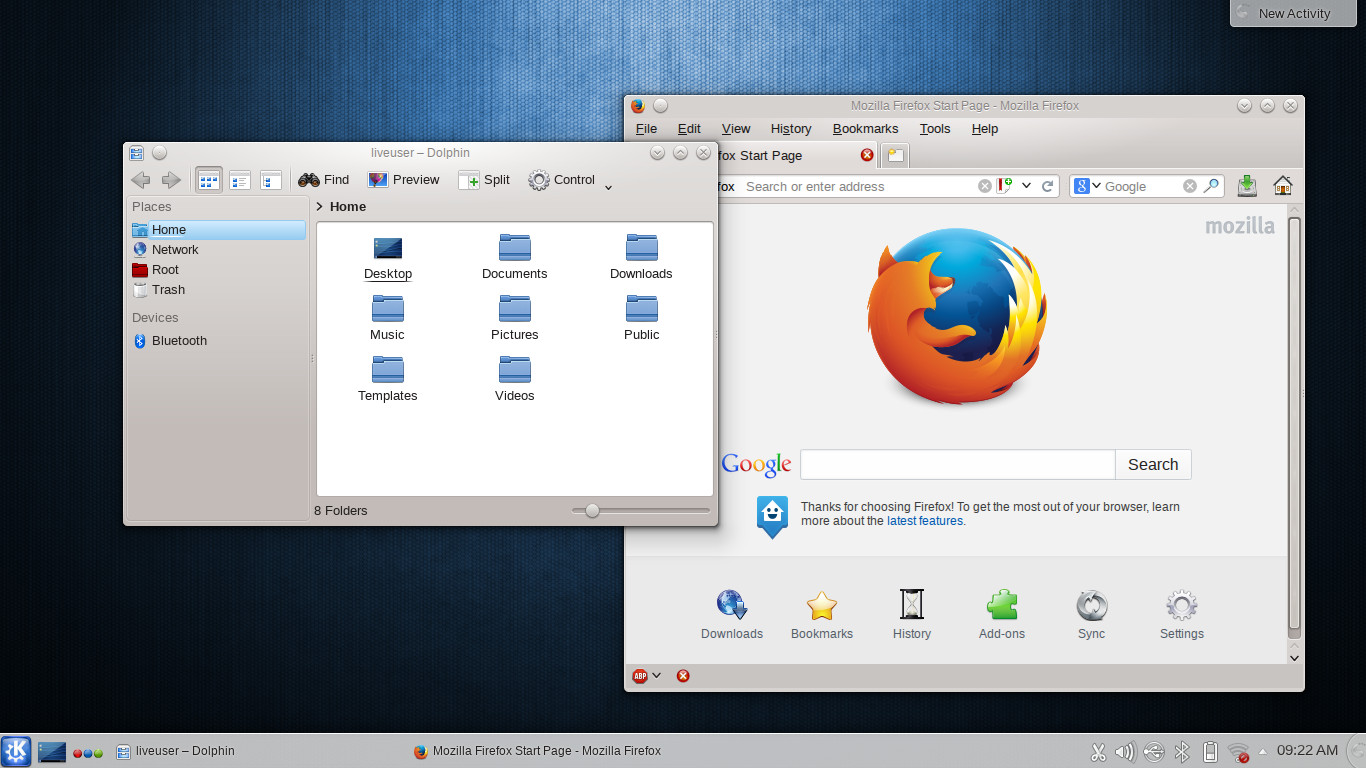 New Activity
Mozilla Firefox Start Page - Mozilla Firefox
File Edit View History Bookmarks Tools Help
fox Start Page
fox Search or enter address
Google
mozilla
Google
Search
Thanks for choosing Firefox! To get the most out of your browser, learn
more about the latest features.
Downloads Bookmarks History Add-ons Sync Settings
ABP
liveuser – Dolphin
Find Preview Split Control
Places
Home
Network
Root
Trash
Devices
Bluetooth
Home
Desktop Documents Downloads
Music Pictures Public
Templates Videos
8 Folders
liveuser – Dolphin
Mozilla Firefox Start Page - Mozilla Firefox
09:22 AM